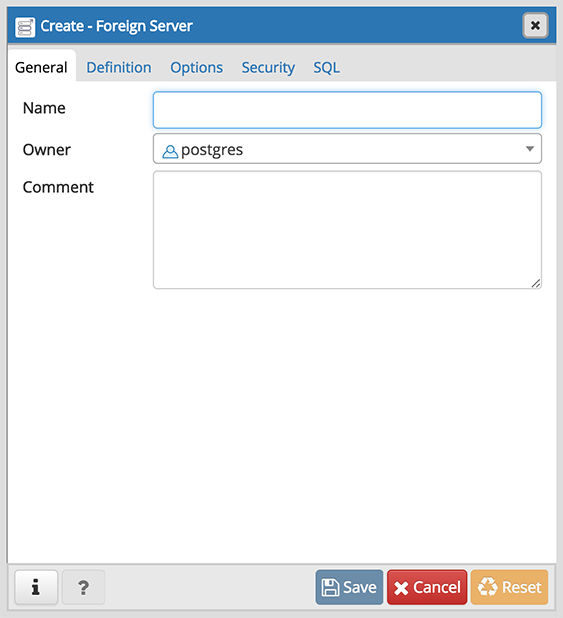 Create - Foreign Server
General Definition Options Security SQL
Name
Owner postgres
Comment
i ? Save Cancel Reset